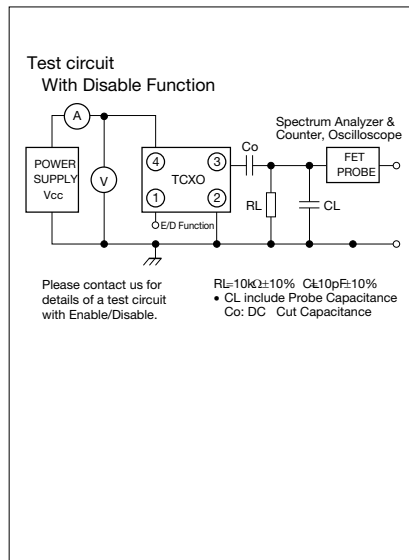 Test circuit
With Disable Function
A
Spectrum Analyzer &
Counter, Oscilloscope
Co
POWER
SUPPLY
Vcc
V
4
3
TCXO
1
2
E/D Function
RL
CL
FET
PROBE
Please contact us for
details of a test circuit
with Enable/Disable.
RL=10kΩ±10% CL=10pF±10%
• CL include Probe Capacitance
Co: DC Cut Capacitance